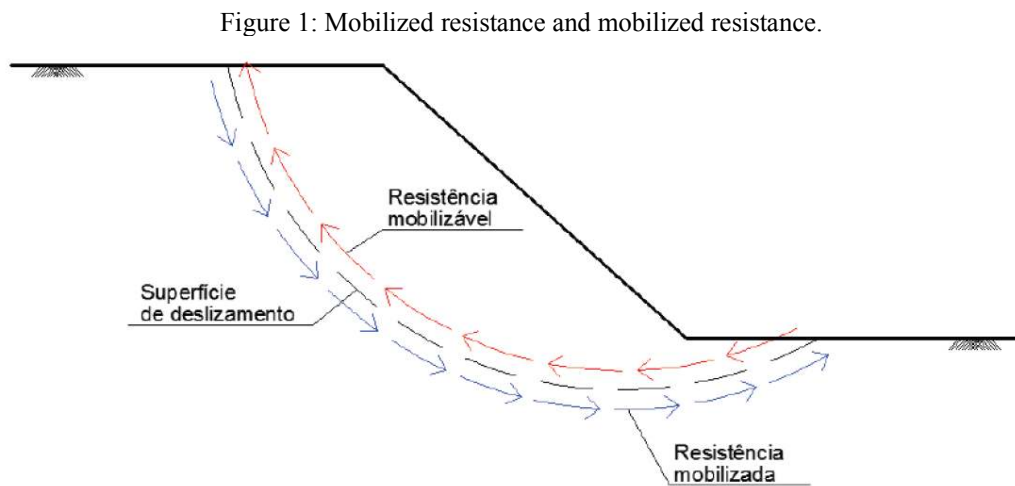 Figure 1: Mobilized resistance and mobilized resistance.
Resistência
mobilizável
Superfície
de deslizamento
Resistência
mobilizada